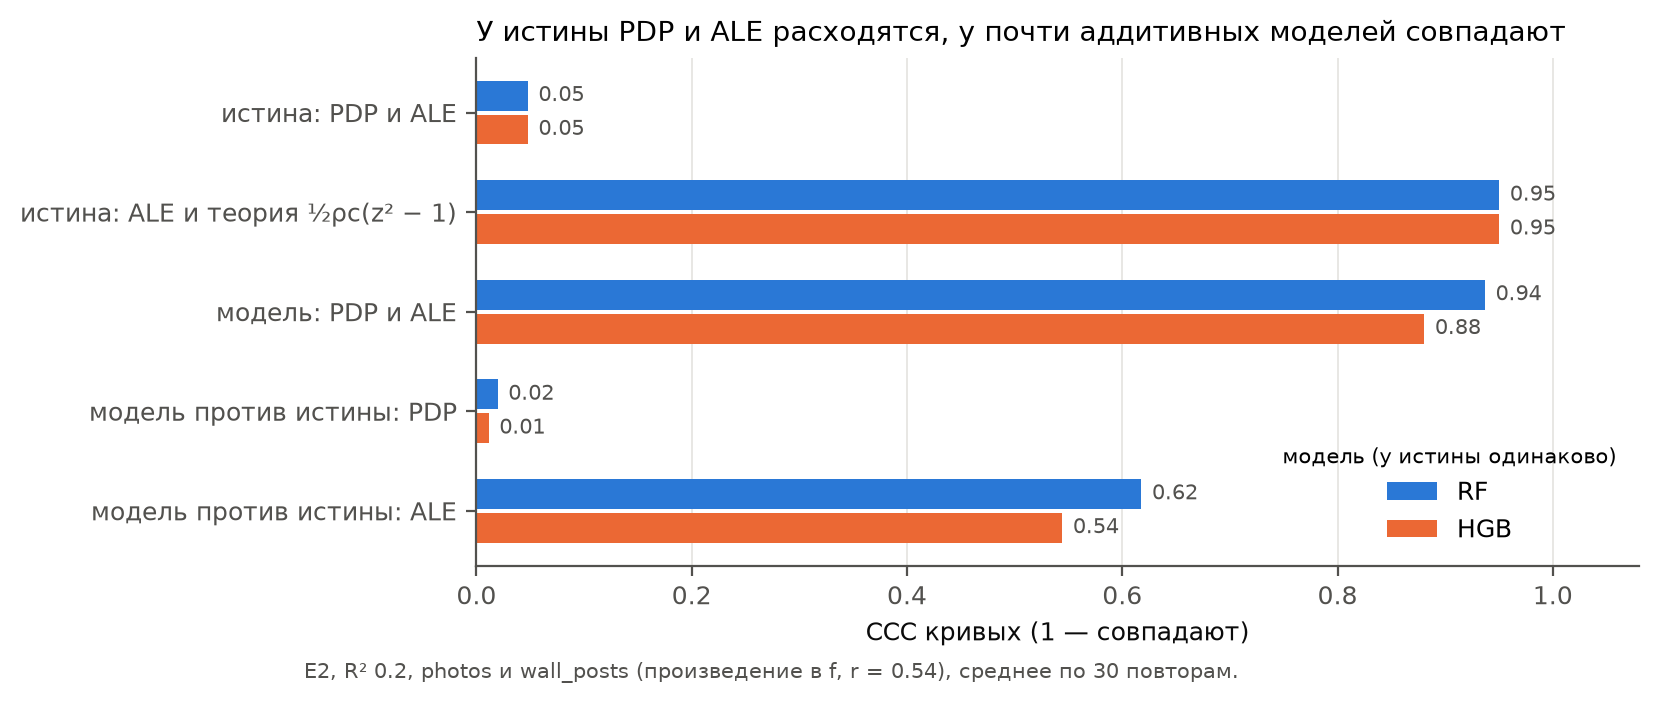 У истины PDP и ALE расходятся, у почти аддитивных моделей совпадают
истина: PDP и ALE
0.05
0.05
истина: ALE и теория ½ρc(z² − 1)
0.95
0.95
модель: PDP и ALE
0.94
0.88
модель против истины: PDP
0.02
0.01
модель против истины: ALE
0.62
0.54
модель (у истины одинаково)
RF
HGB
0.0 0.2 0.4 0.6 0.8 1.0
CCC кривых (1 — совпадают)
E2, R² 0.2, photos и wall_posts (произведение в f, r = 0.54), среднее по 30 повторам.